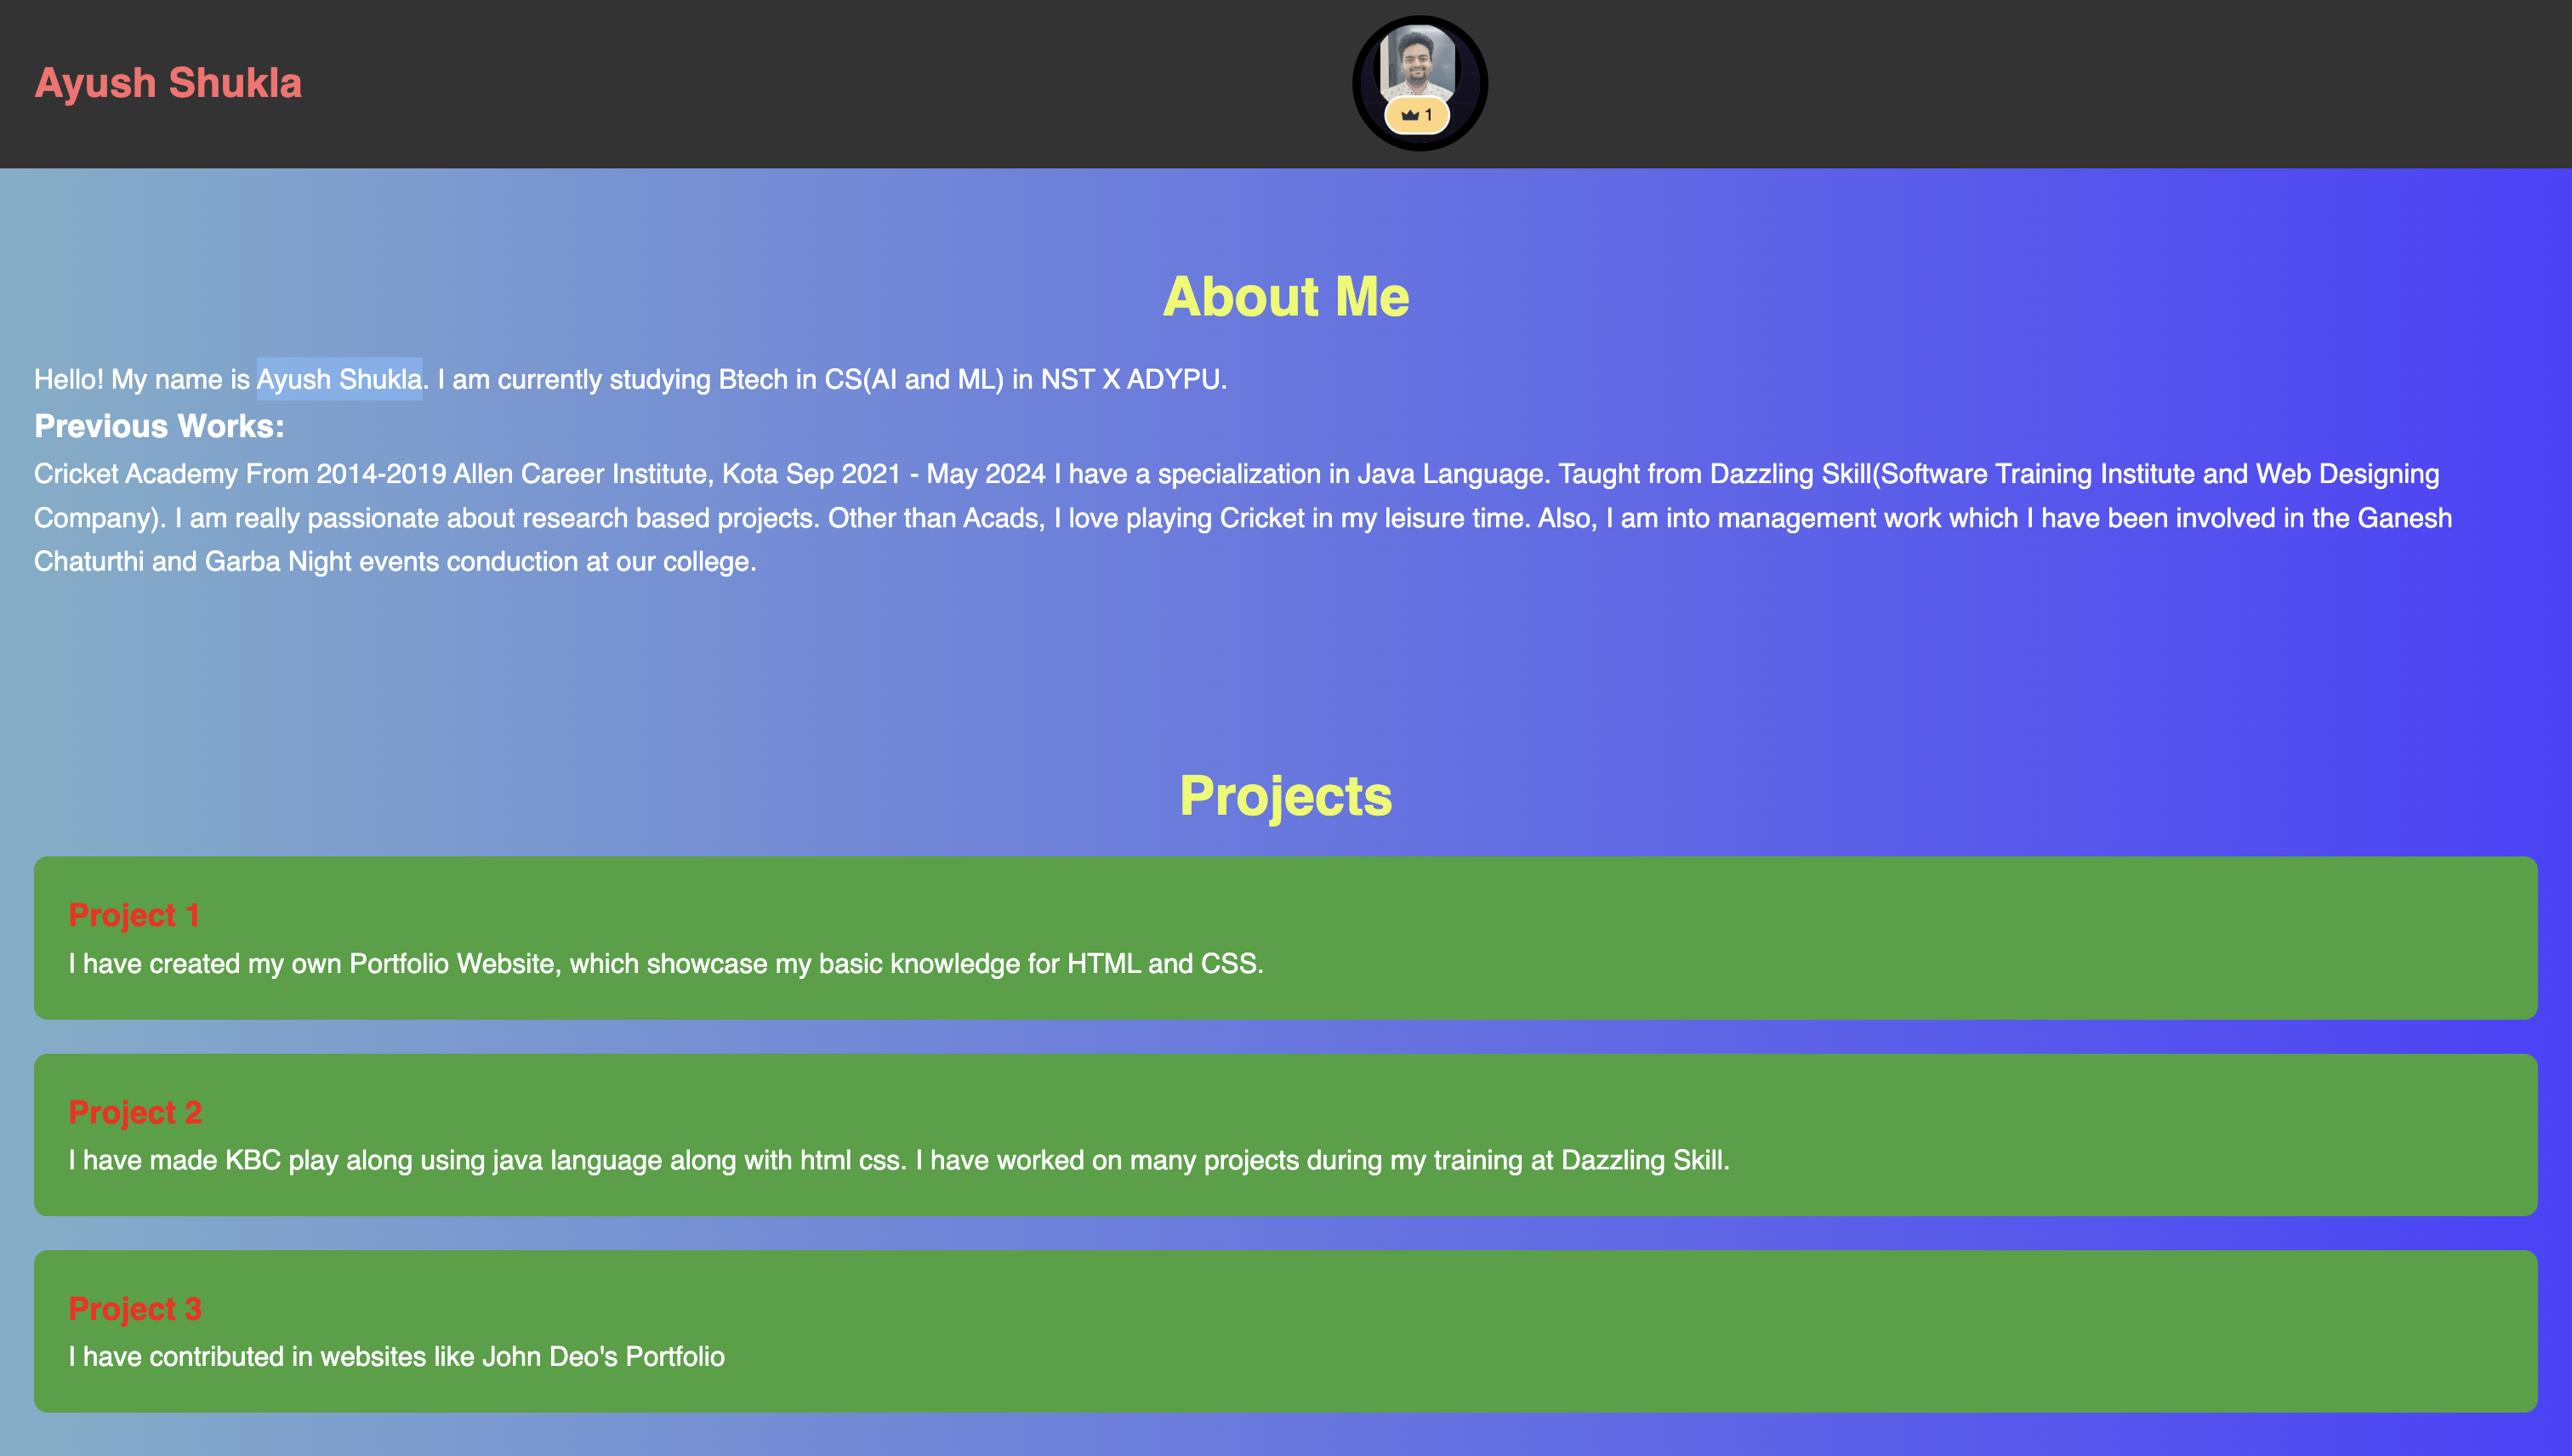 Ayush Shukla
1
About Me
Hello! My name is Ayush Shukla. I am currently studying Btech in CS(AI and ML) in NST X ADYPU.
Previous Works:
Cricket Academy From 2014-2019 Allen Career Institute, Kota Sep 2021 - May 2024 I have a specialization in Java Language. Taught from Dazzling Skill(Software Training Institute and Web Designing
Company). I am really passionate about research based projects. Other than Acads, I love playing Cricket in my leisure time. Also, I am into management work which I have been involved in the Ganesh
Chaturthi and Garba Night events conduction at our college.
Projects
Project 1
I have created my own Portfolio Website, which showcase my basic knowledge for HTML and CSS.
Project 2
I have made KBC play along using java language along with html css. I have worked on many projects during my training at Dazzling Skill.
Project 3
I have contributed in websites like John Deo's Portfolio